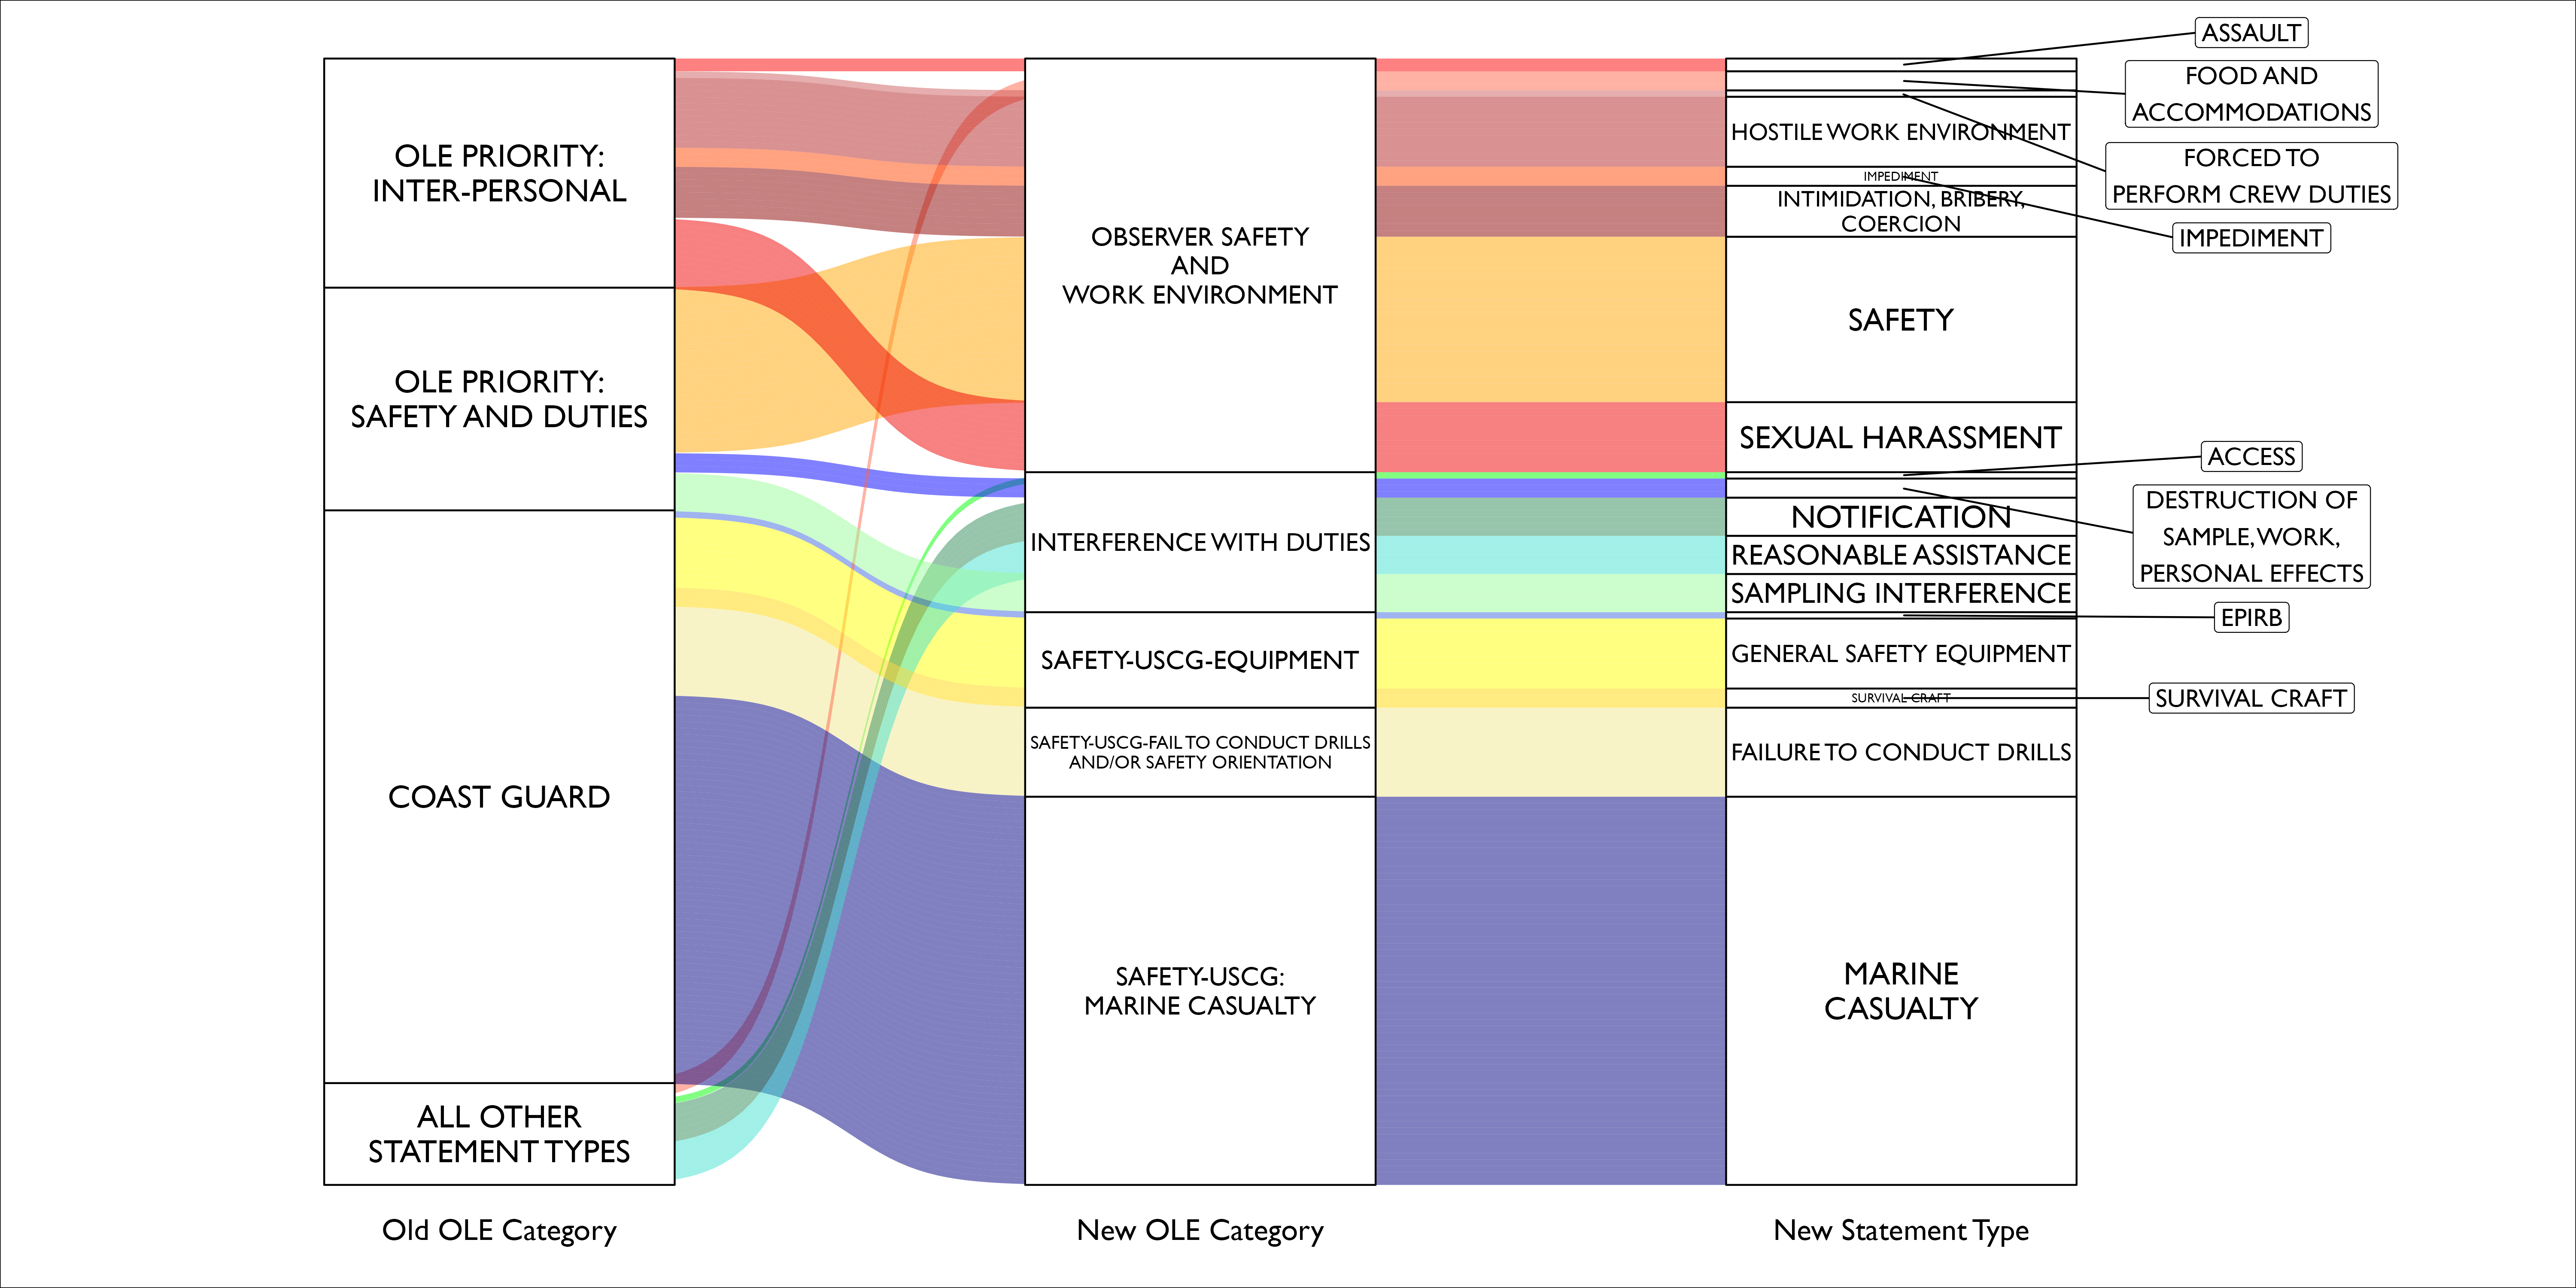 OLE PRIORITY:
INTER-PERSONAL
OLE PRIORITY:
SAFETY AND DUTIES
COAST GUARD
ALL OTHER
STATEMENT TYPES
Old OLE Category
OBSERVER SAFETY
AND
WORK ENVIRONMENT
INTERFERENCE WITH DUTIES
SAFETY-USCG-EQUIPMENT
SAFETY-USCG-FAIL TO CONDUCT DRILLS
AND/OR SAFETY ORIENTATION
SAFETY-USCG:
MARINE CASUALTY
New OLE Category
HOSTILE WORK ENVIRONMENT
IMPEDIMENT
INTIMIDATION, BRIBERY,
COERCION
SAFETY
SEXUAL HARASSMENT
NOTIFICATION
REASONABLE ASSISTANCE
SAMPLING INTERFERENCE
GENERAL SAFETY EQUIPMENT
SURVIVAL CRAFT
FAILURE TO CONDUCT DRILLS
MARINE
CASUALTY
New Statement Type
ASSAULT
FOOD AND
ACCOMMODATIONS
FORCED TO
PERFORM CREW DUTIES
IMPEDIMENT
ACCESS
DESTRUCTION OF
SAMPLE, WORK,
PERSONAL EFFECTS
EPIRB
SURVIVAL CRAFT